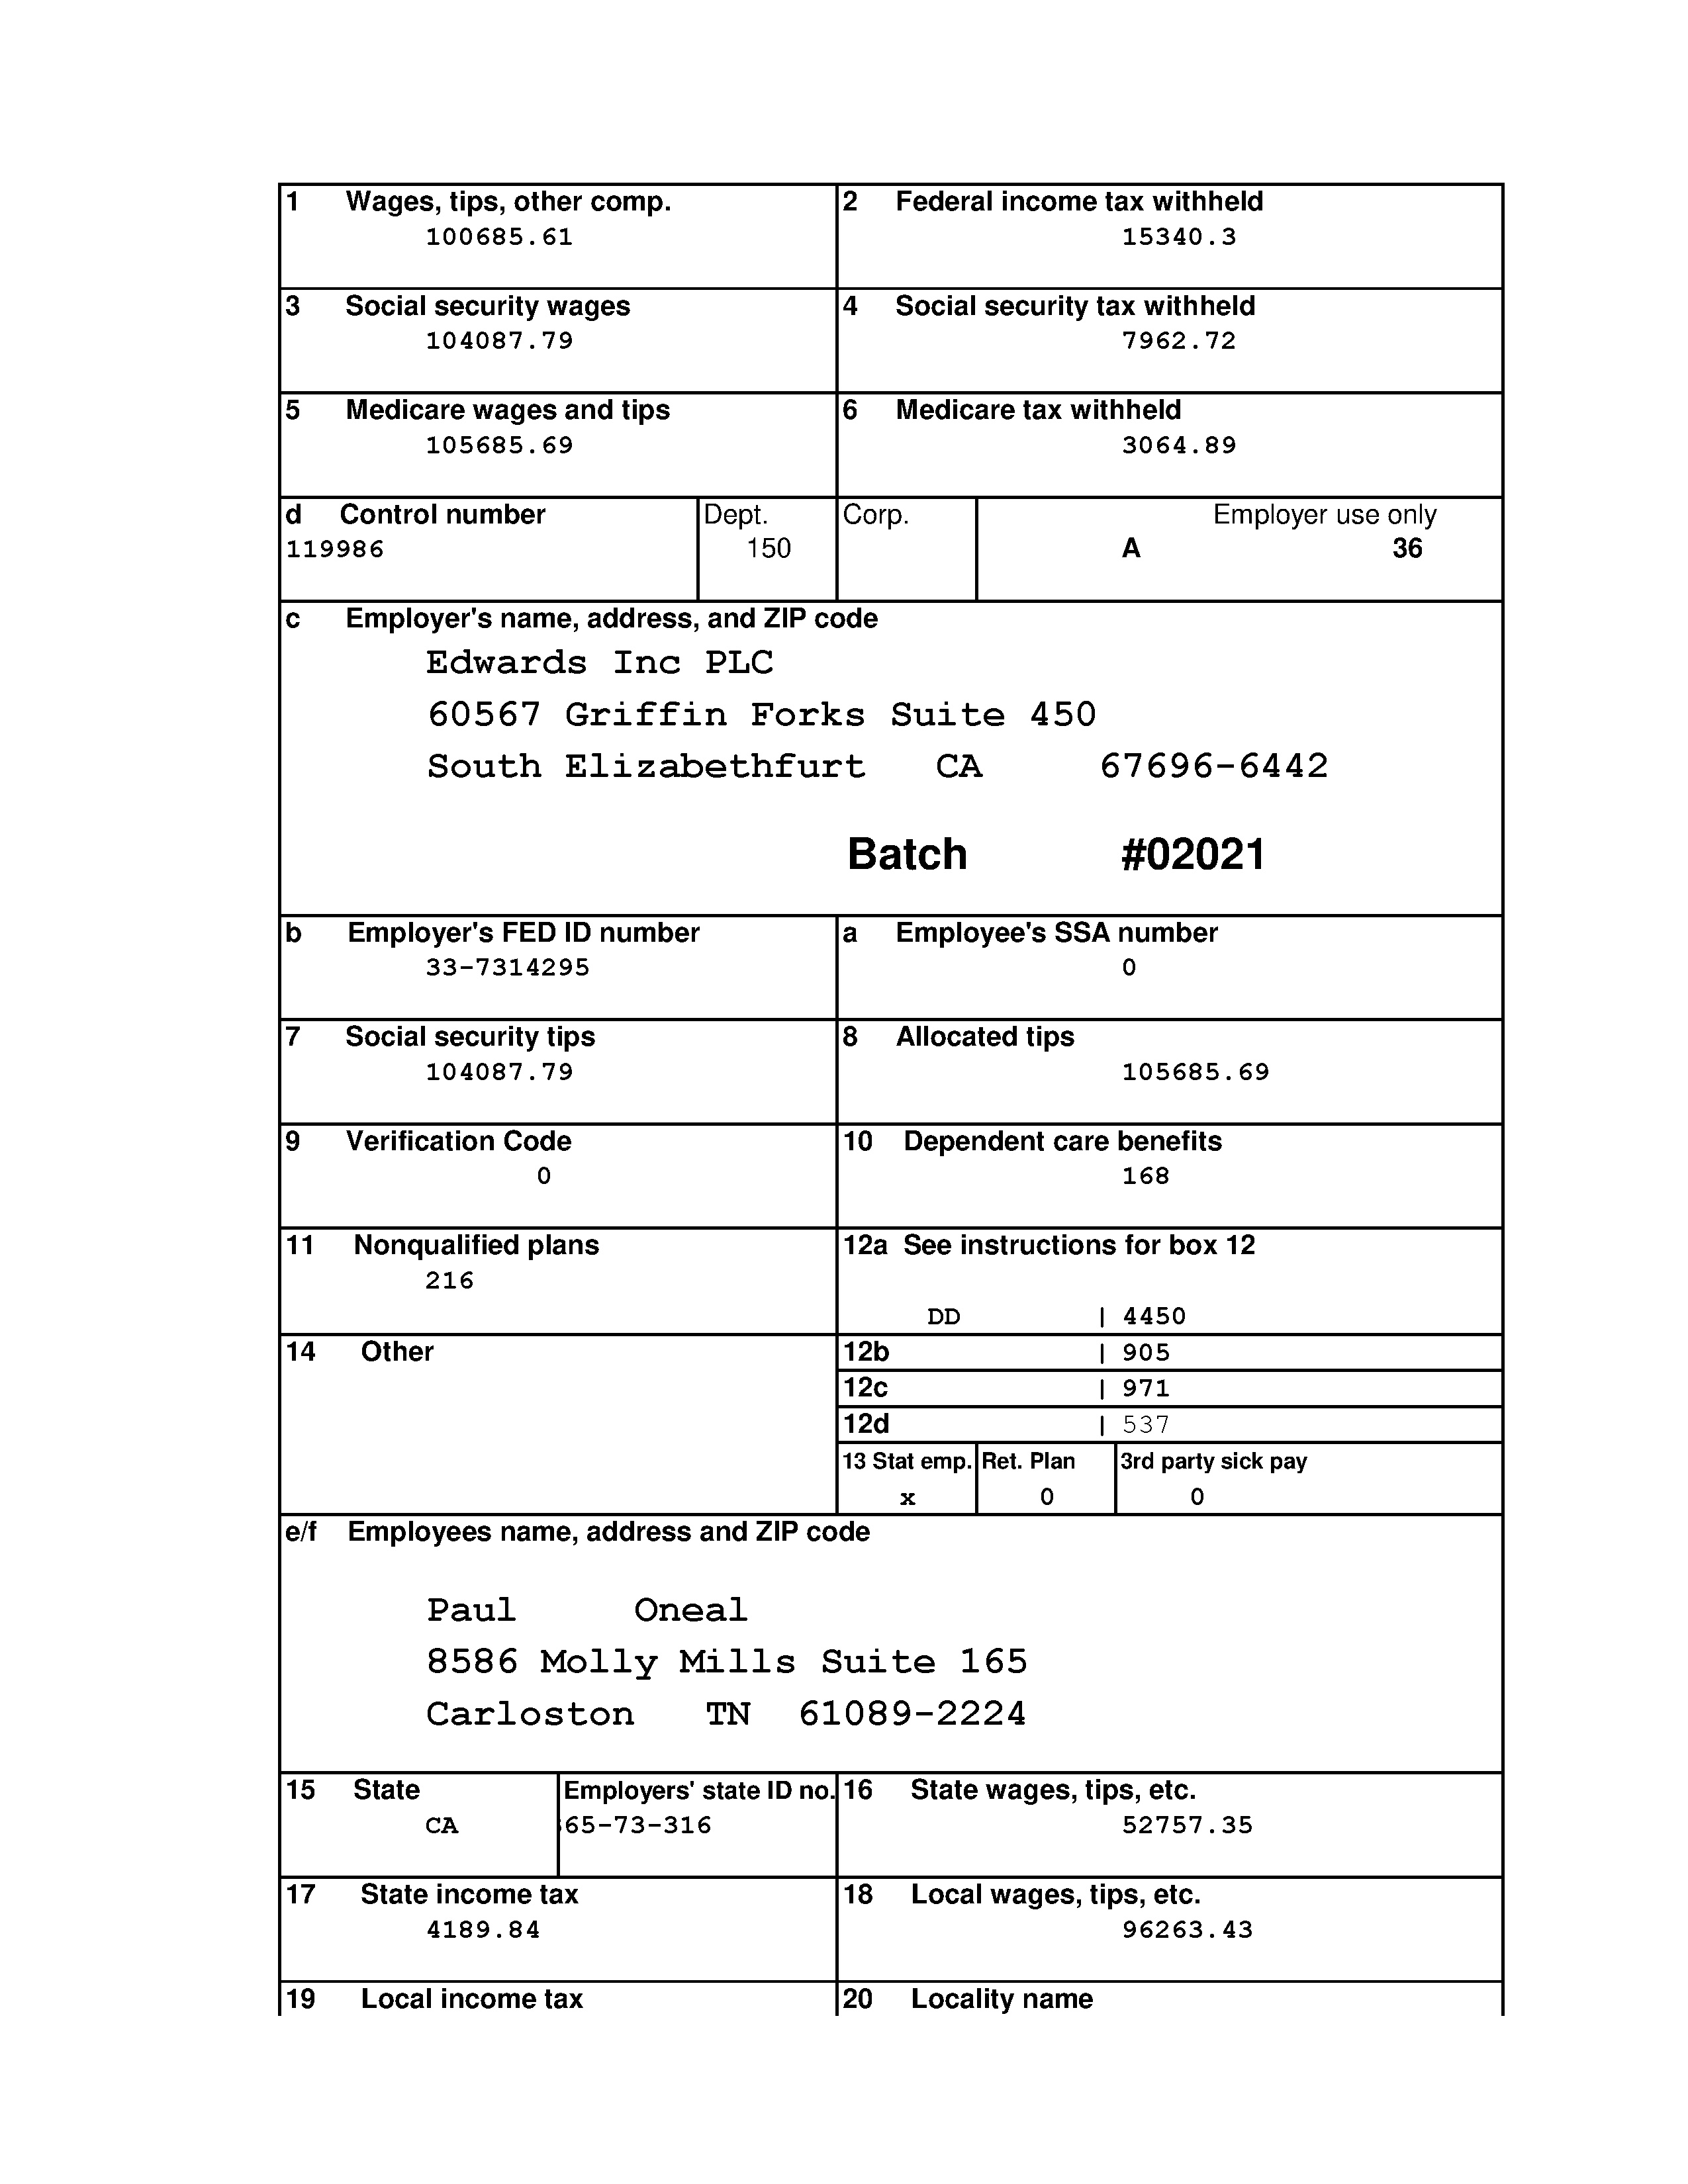 1 Wages, tips, other comp. 2 Federal income tax withheld
100685.61 15340.3
3 Social security wages 4 Social security tax withheld
104087.79 7962.72
5 Medicare wages and tips 6 Medicare tax withheld
105685.69 3064.89
d Control number Dept. Corp. Employer use only
119986 150 A 36
c Employer's name, address, and ZIP code
Edwards Inc PLC
60567 Griffin Forks Suite 450
South Elizabethfurt CA 67696-6442
Batch #02021
b Employer's FED ID number a Employee's SSA number
33-7314295 0
7 Social security tips 8 Allocated tips
104087.79 105685.69
9 Verification Code 10 Dependent care benefits
0 168
11 Nonqualified plans 12a See instructions for box 12
216
DD | 4450
14 Other 12b | 905
12c | 971
12d | 537
13 Stat emp. Ret. Plan 3rd party sick pay
x 0 0
e/f Employees name, address and ZIP code
Paul Oneal
8586 Molly Mills Suite 165
Carloston TN 61089-2224
15 State Employers' state ID no. 16 State wages, tips, etc.
CA 65-73-316 52757.35
17 State income tax 18 Local wages, tips, etc.
4189.84 96263.43
19 Local income tax 20 Locality name